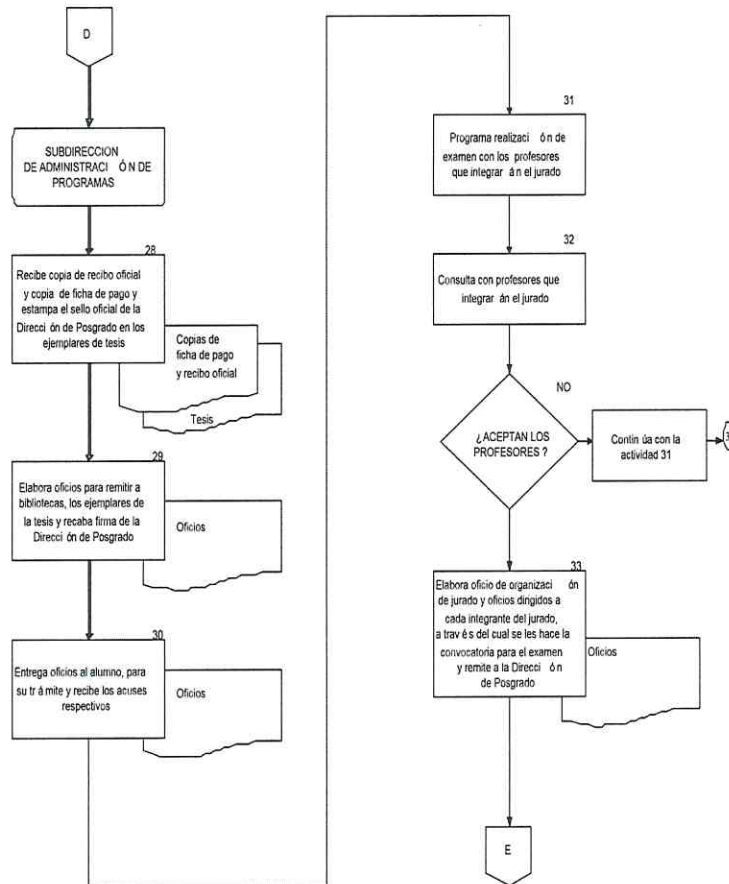 D
SUBDIRECCION
DE ADMINISTRACI ÓN DE
PROGRAMAS
28
Recibe copia de recibo oficial
y copia de ficha de pago y
estampa el sello oficial de la
Direcci ón de Posgrado en los
ejemplares de tesis
Copias de
ficha de pago
y recibo oficial
Tesis
29
Elabora oficios para remitir a
bibliotecas, los ejemplares de
la tesis y recaba firma de la
Direcci ón de Posgrado
Oficios
30
Entrega oficios al alumno, para
su tr ámite y recibe los acuses
respectivos
Oficios
31
Programa realizaci ón de
examen con los profesores
que integrar án el jurado
32
Consulta con profesores que
integrar án el jurado
NO
¿ACEPTAN LOS
PROFESORES ?
Contin úa con la
actividad 31
33
Elabora oficio de organizaci ón
de jurado y oficios dirigidos a
cada integrante del jurado,
a trav és del cual se les hace la
convocatoria para el examen
y remite a la Direcci ón
de Posgrado
Oficios
E